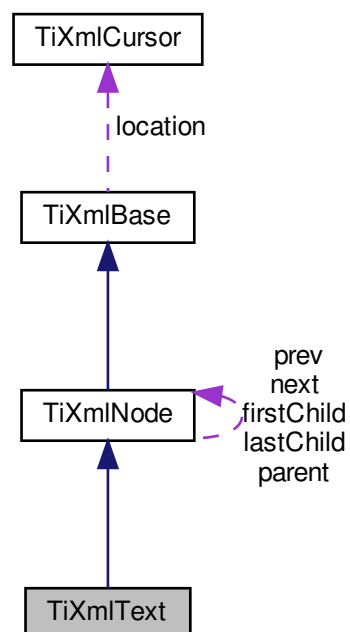 TiXmlCursor
location
TiXmlBase
prev
next
firstChild
lastChild
parent
TiXmlNode
TiXmlText